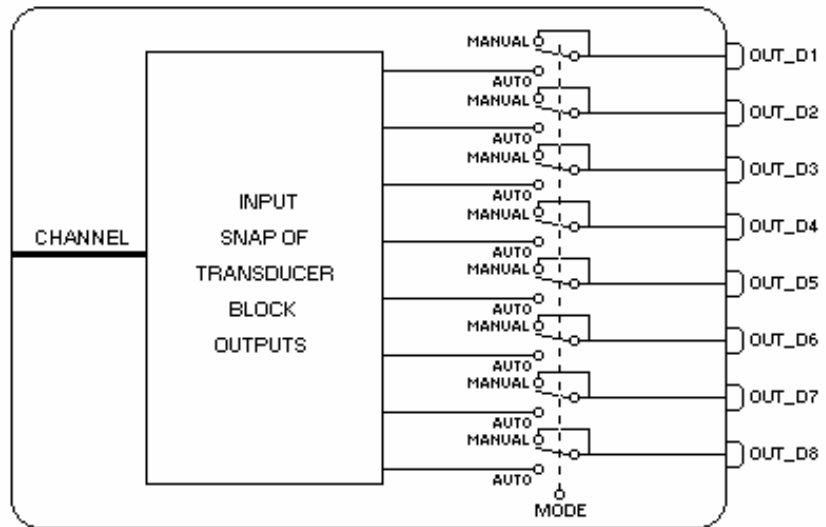 MANUAL
OUT_D1
AUTO
MANUAL
OUT_D2
AUTO
MANUAL
OUT_D3
AUTO
MANUAL
OUT_D4
AUTO
MANUAL
OUT_D5
AUTO
MANUAL
OUT_D6
AUTO
MANUAL
OUT_D7
AUTO
MANUAL
OUT_D8
AUTO
MODE
CHANNEL
INPUT
SNAP OF
TRANSDUCER
BLOCK
OUTPUTS